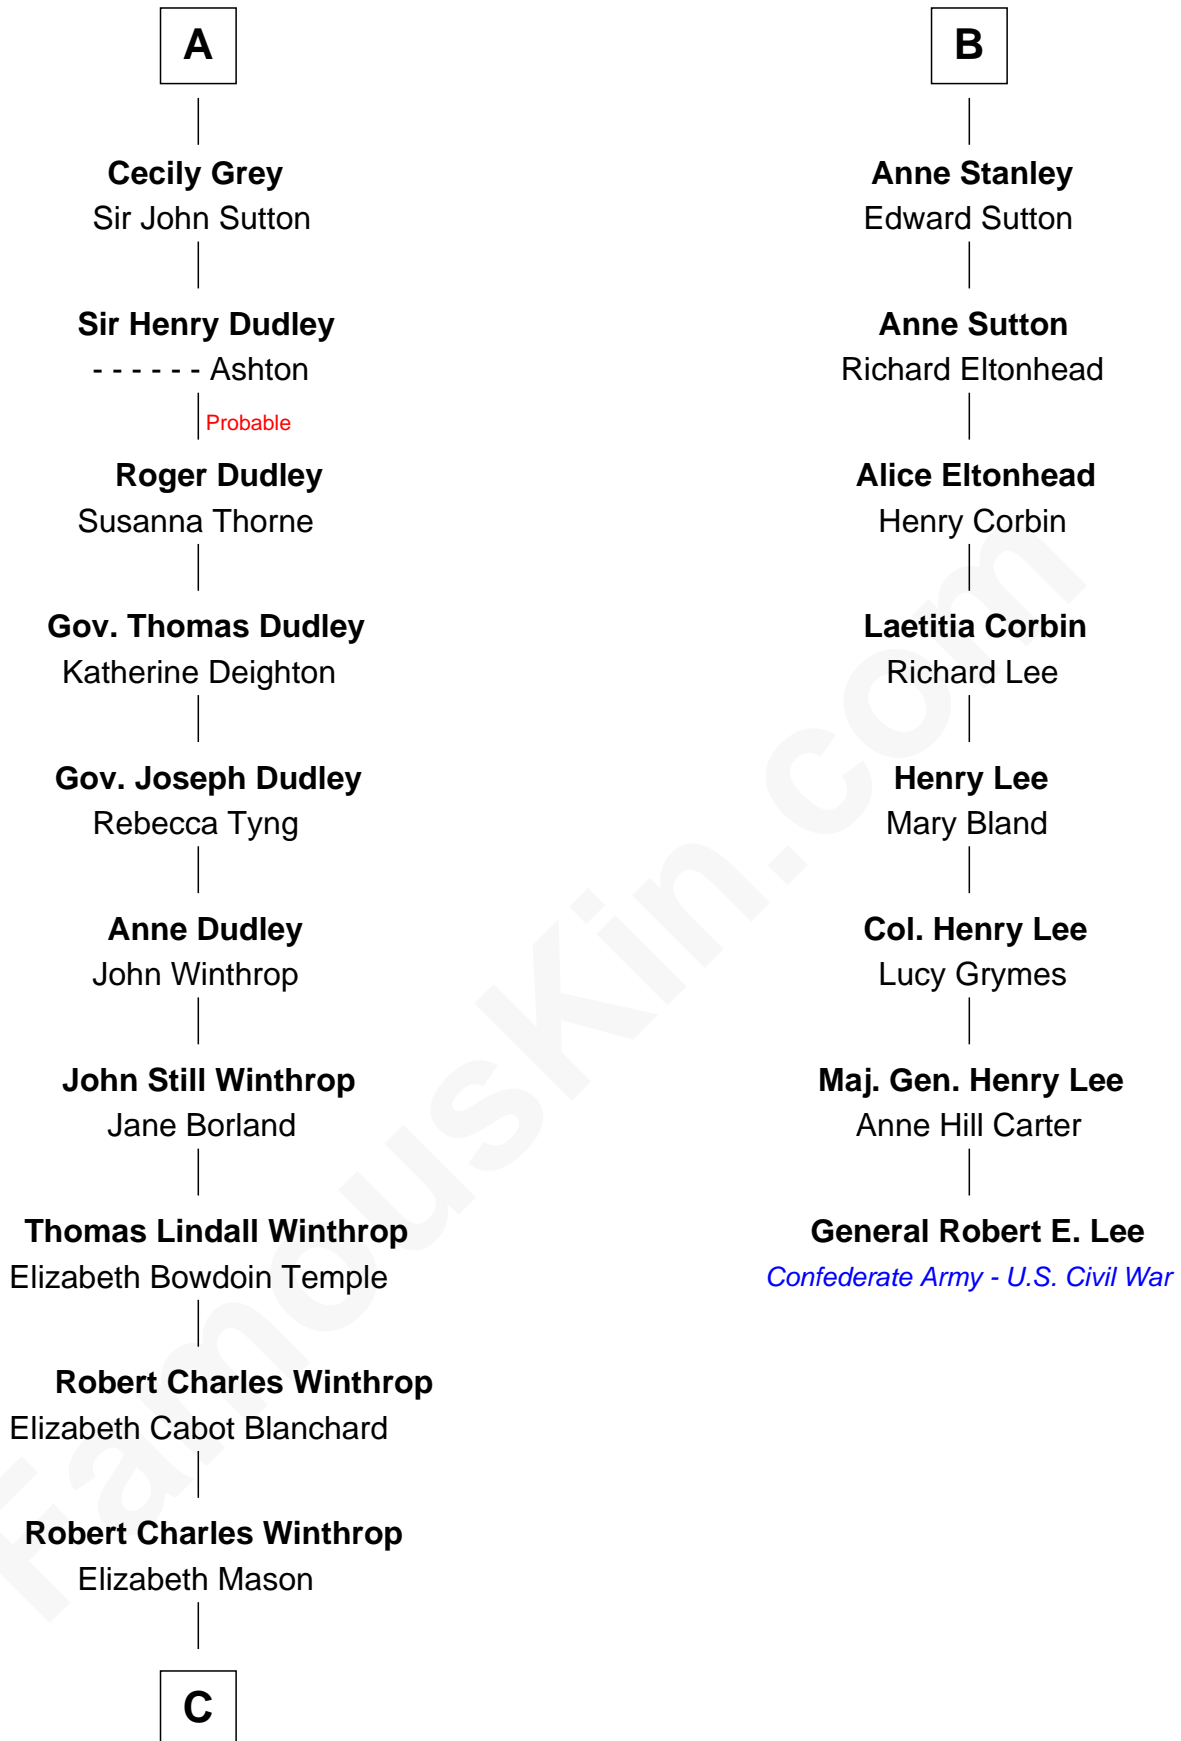 A
Cecily Grey
Sir John Sutton
Sir Henry Dudley
- - - - - - Ashton
Probable
Roger Dudley
Susanna Thorne
Gov. Thomas Dudley
Katherine Deighton
Gov. Joseph Dudley
Rebecca Tyng
Anne Dudley
John Winthrop
John Still Winthrop
Jane Borland
Thomas Lindall Winthrop
Elizabeth Bowdoin Temple
Robert Charles Winthrop
Elizabeth Cabot Blanchard
Robert Charles Winthrop
Elizabeth Mason
C
B
Anne Stanley
Edward Sutton
Anne Sutton
Richard Eltonhead
Alice Eltonhead
Henry Corbin
Laetitia Corbin
Richard Lee
Henry Lee
Mary Bland
Col. Henry Lee
Lucy Grymes
Maj. Gen. Henry Lee
Anne Hill Carter
General Robert E. Lee
Confederate Army - U.S. Civil War
FamousKin.com